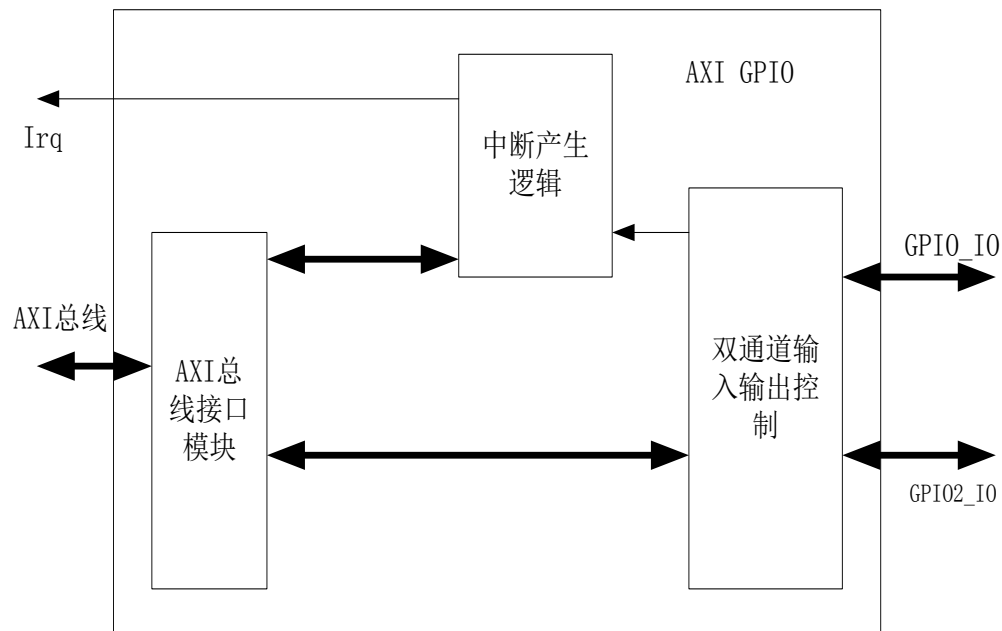 AXI GPIO
Irq
中断产生
逻辑
GPIO_IO
AXI总线
AXI总
线接口
模块
双通道输
入输出控
制
GPIO2_IO